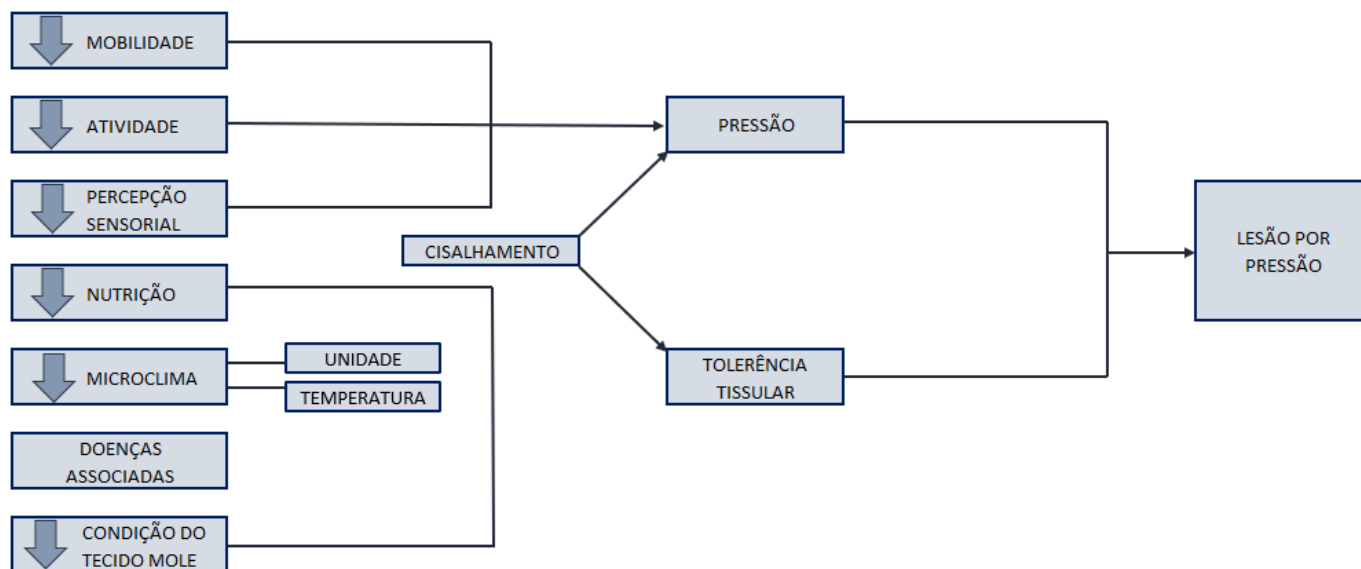 MOBILIDADE
ATIVIDADE
PERCEPÇÃO
SENSORIAL
NUTRIÇÃO
MICROCLIMA
UNIDADE
TEMPERATURA
DOENÇAS
ASSOCIADAS
CONDIÇÃO DO
TECIDO MOLE
CISALHAMENTO
PRESSÃO
TOLERÊNCIA
TISSULAR
LESÃO POR
PRESSÃO